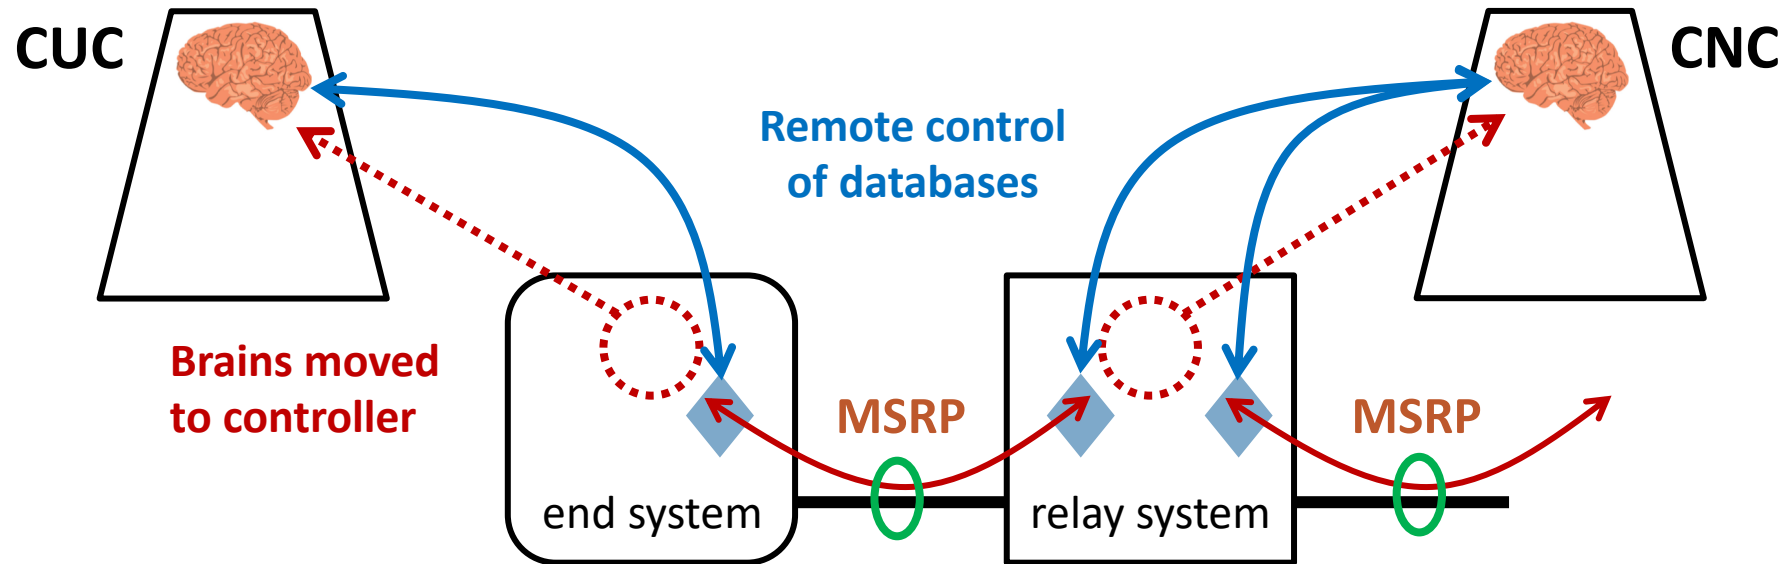 CUC
CNC
Remote control
of databases
Brains moved
to controller
MSRP
MSRP
end system
relay system